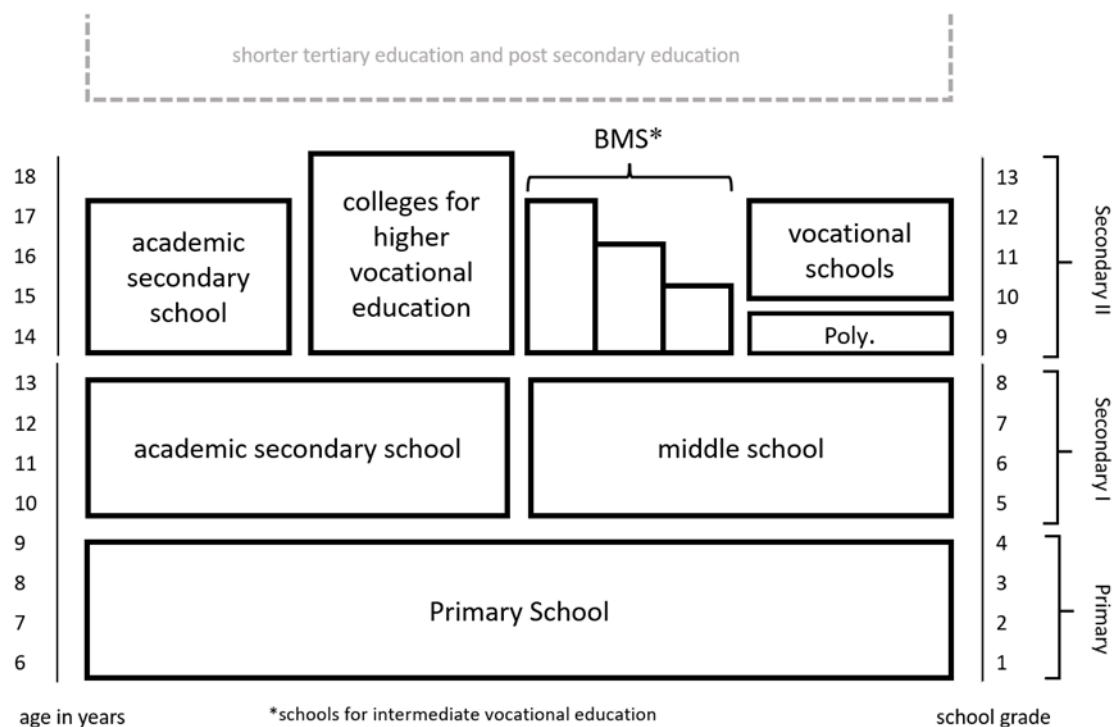 shorter tertiary education and post secondary education
BMS*
18
17
16
15
14
academic
secondary
school
colleges for
higher
vocational
education
vocational
schools
Poly.
13
12
11
10
9
Secondary II
13
12
11
10
academic secondary school
middle school
8
7
6
5
Secondary I
9
8
7
6
Primary School
4
3
2
1
Primary
age in years
*schools for intermediate vocational education
school grade